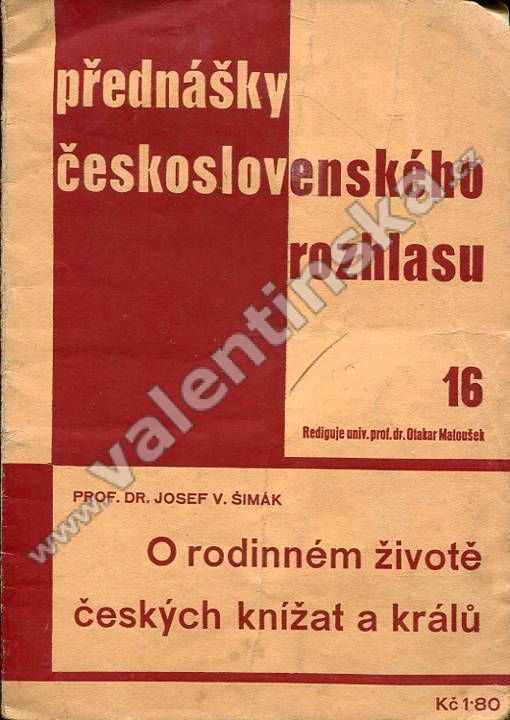 přednášky
československého
rozhlasu
16
Rediguje univ. prof. dr. Otakar Matoušek
PROF. DR. JOSEF V. ŠIMÁK
O rodinném životě
českých knížat a králů
Kč 1·80
www.valentinska.cz